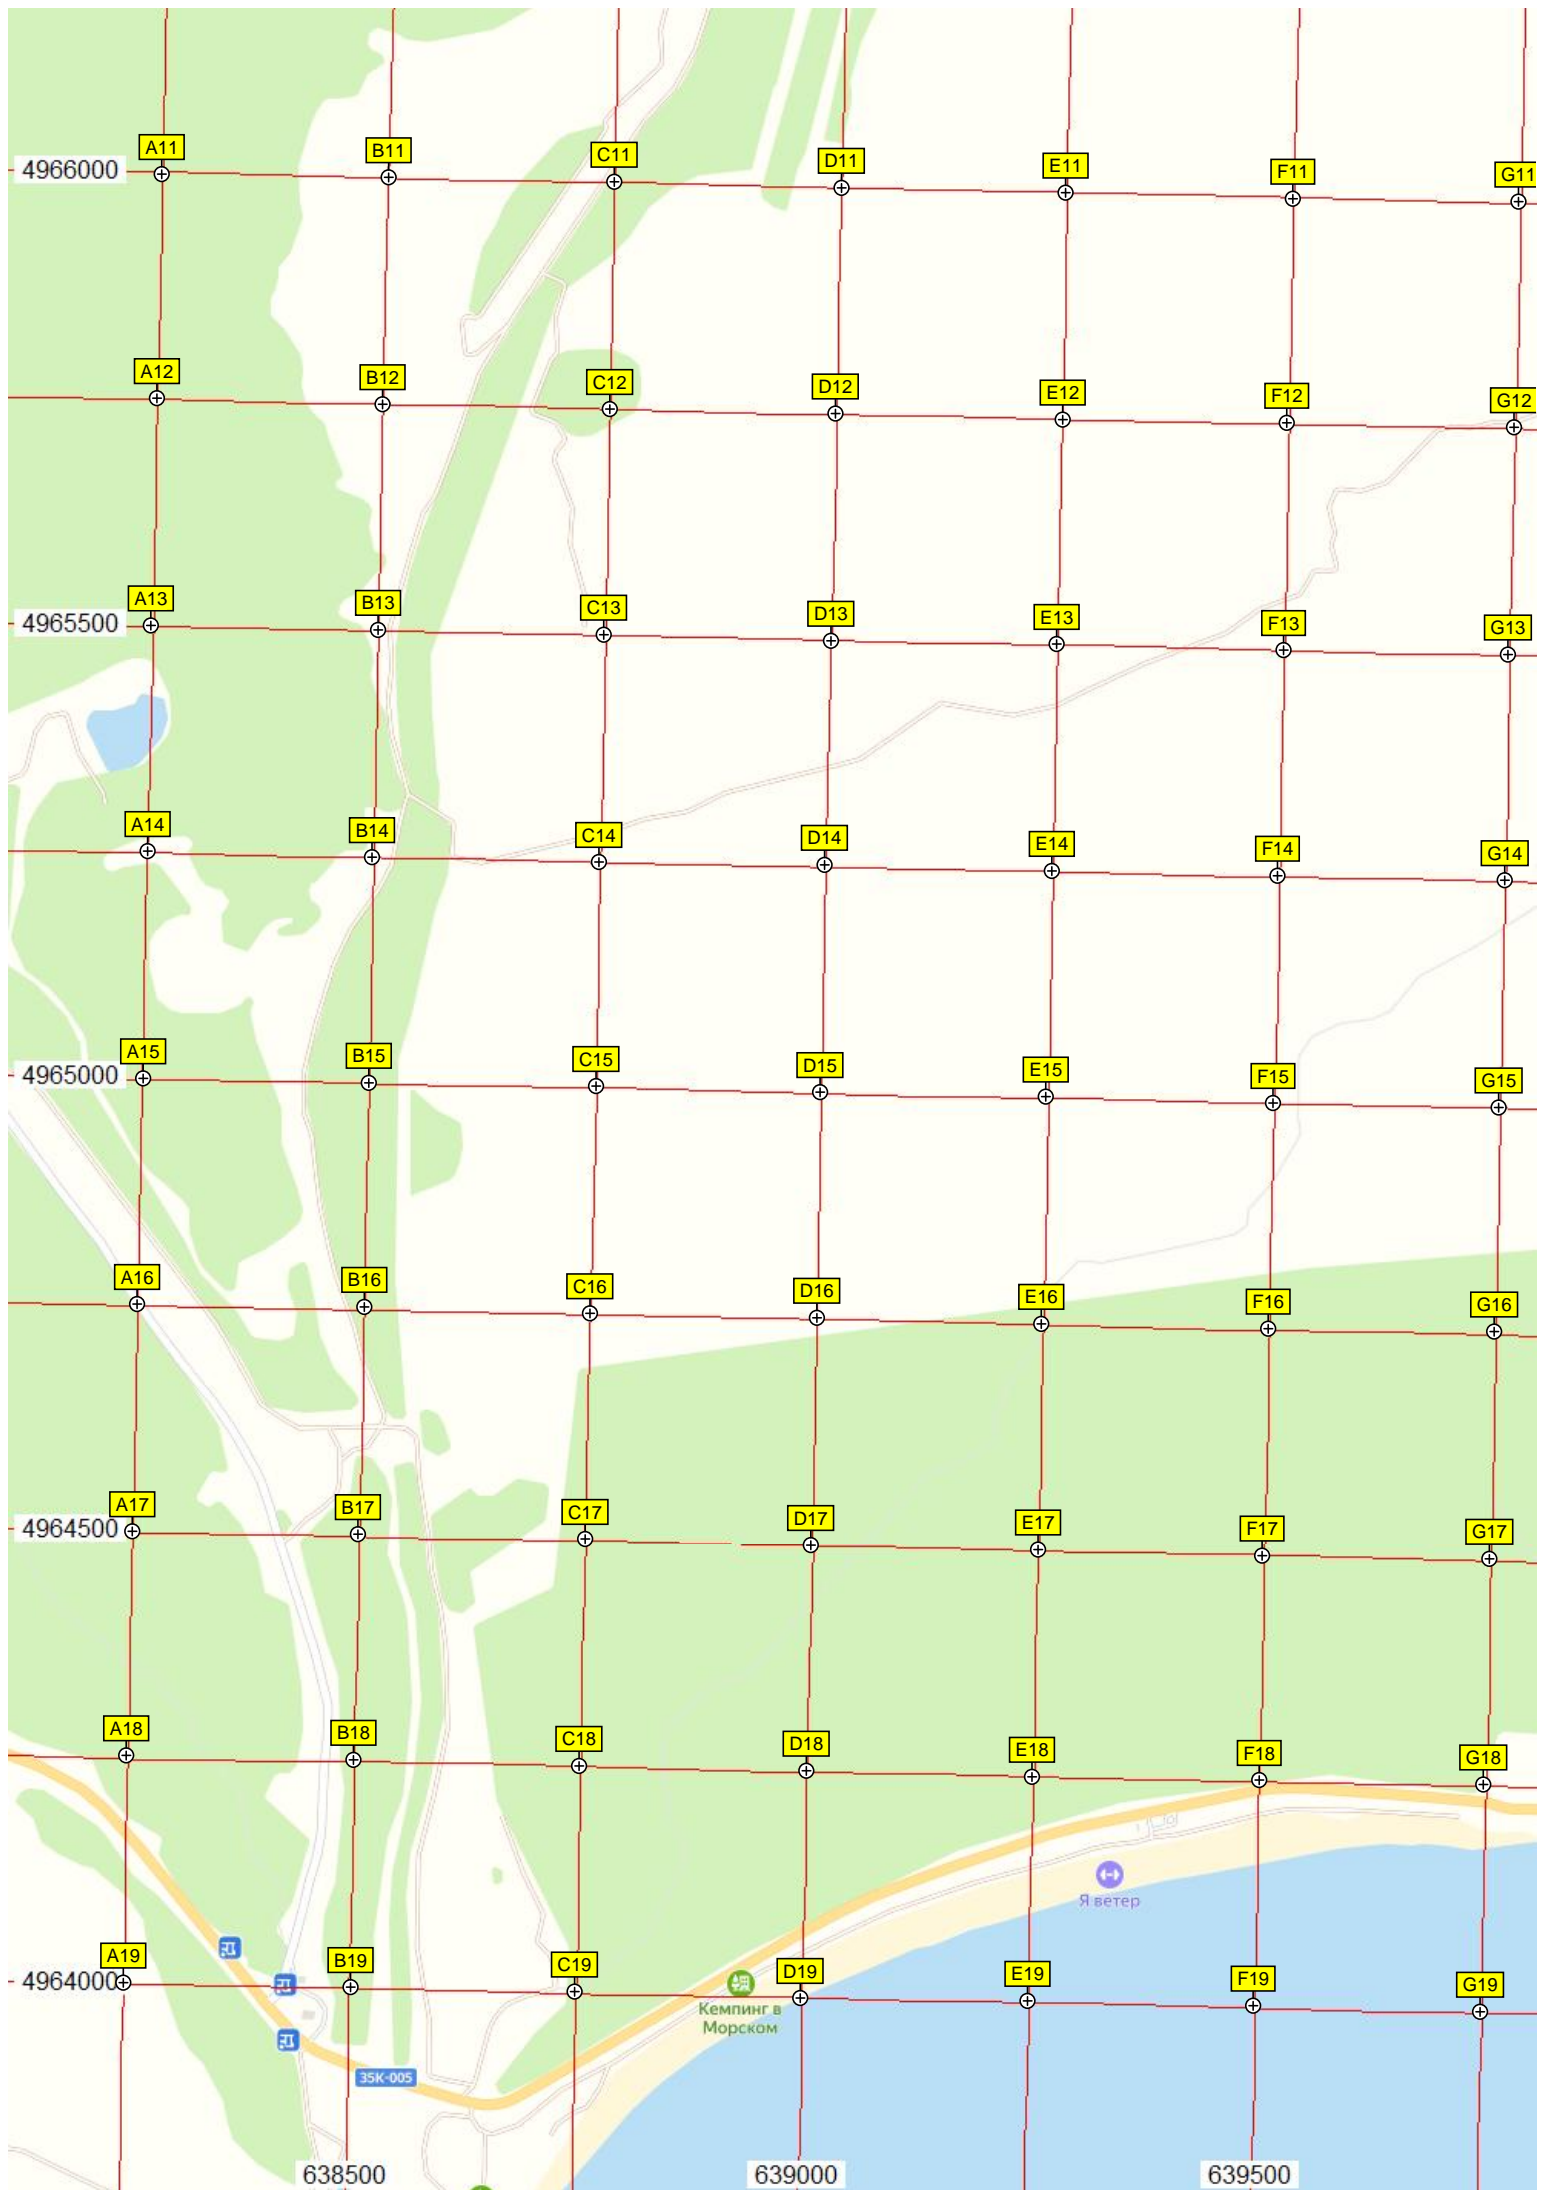 A11 B11 C11 D11 E11 F11 G11
4966000
A12 B12 C12 D12 E12 F12 G12
A13 B13 C13 D13 E13 F13 G13
4965500
A14 B14 C14 D14 E14 F14 G14
A15 B15 C15 D15 E15 F15 G15
4965000
A16 B16 C16 D16 E16 F16 G16
A17 B17 C17 D17 E17 F17 G17
4964500
A18 B18 C18 D18 E18 F18 G18
Я ветер
A19 B19 C19 D19 E19 F19 G19
4964000
Кемпинг в
Морском
35К-005
638500 639000 639500